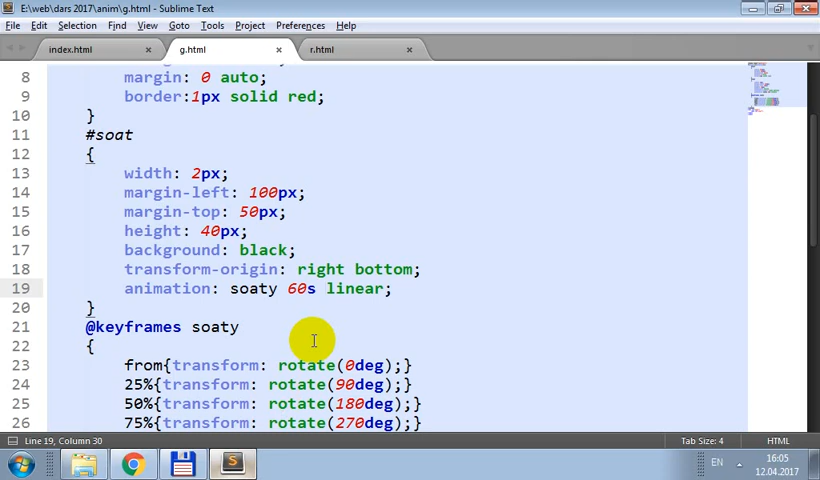 E:\web\dars 2017\anim\g.html - Sublime Text
File Edit Selection Find View Goto Tools Project Preferences Help
index.html g.html r.html
8 margin: 0 auto;
9 border:1px solid red;
10 }
11 #soat
12 {
13 width: 2px;
14 margin-left: 100px;
15 margin-top: 50px;
16 height: 40px;
17 background: black;
18 transform-origin: right bottom;
19 animation: soaty 60s linear;
20 }
21 @keyframes soaty
22 {
23 from{transform: rotate(0deg);}
24 25%{transform: rotate(90deg);}
25 50%{transform: rotate(180deg);}
26 75%{transform: rotate(270deg);}
Line 19, Column 30 Tab Size: 4 HTML
EN 16:05
12.04.2017